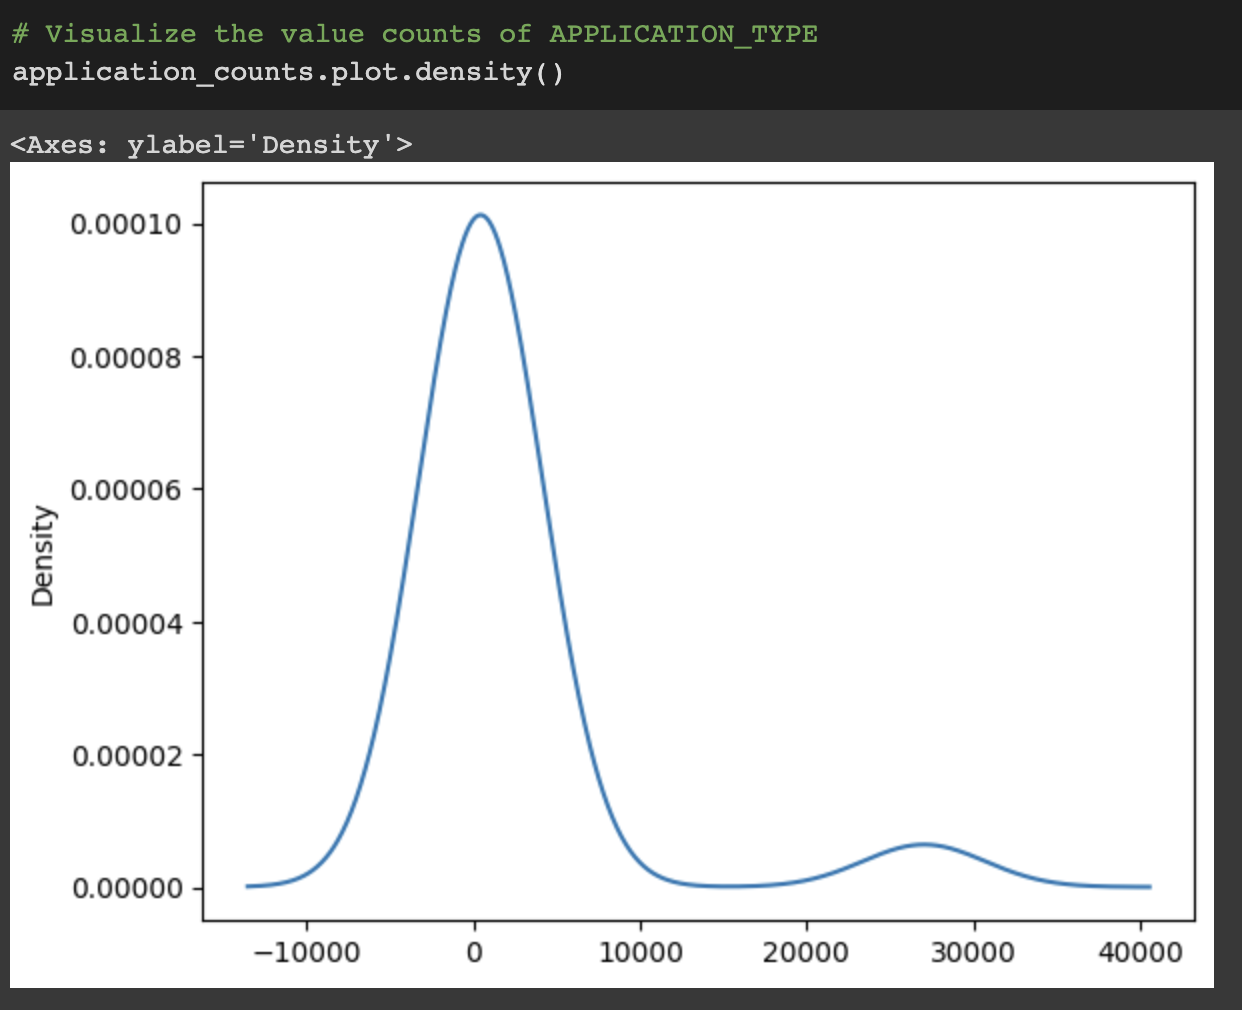 # Visualize the value counts of APPLICATION_TYPE
application_counts.plot.density()
<Axes: ylabel='Density'>
0.00010
0.00008
0.00006
0.00004
0.00002
0.00000
Density
−10000 0 10000 20000 30000 40000